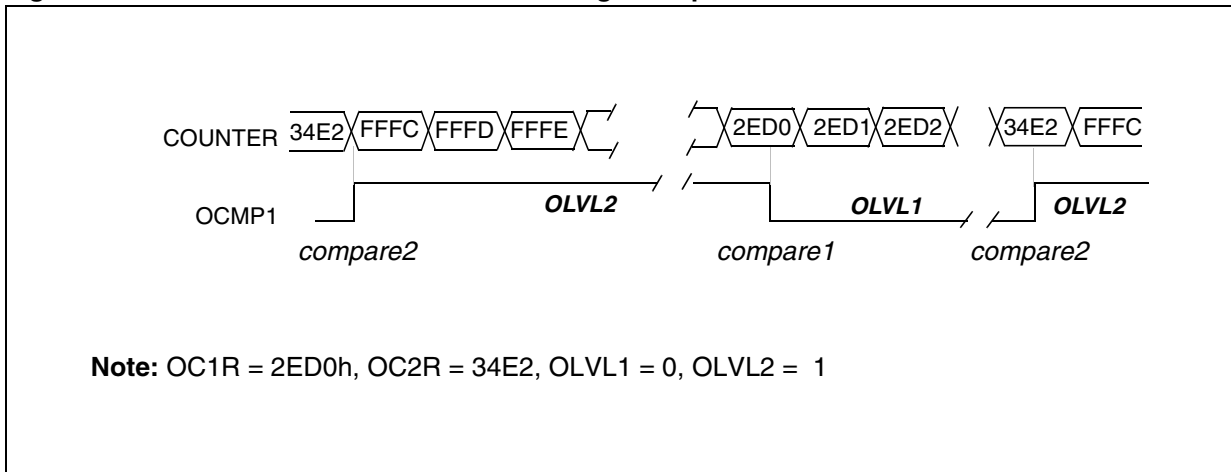 COUNTER 34E2 FFFC FFFD FFFE 2ED0 2ED1 2ED2 34E2 FFFC
OCMP1 OLVL2 OLVL1 OLVL2
compare2 compare1 compare2
Note: OC1R = 2ED0h, OC2R = 34E2, OLVL1 = 0, OLVL2 = 1